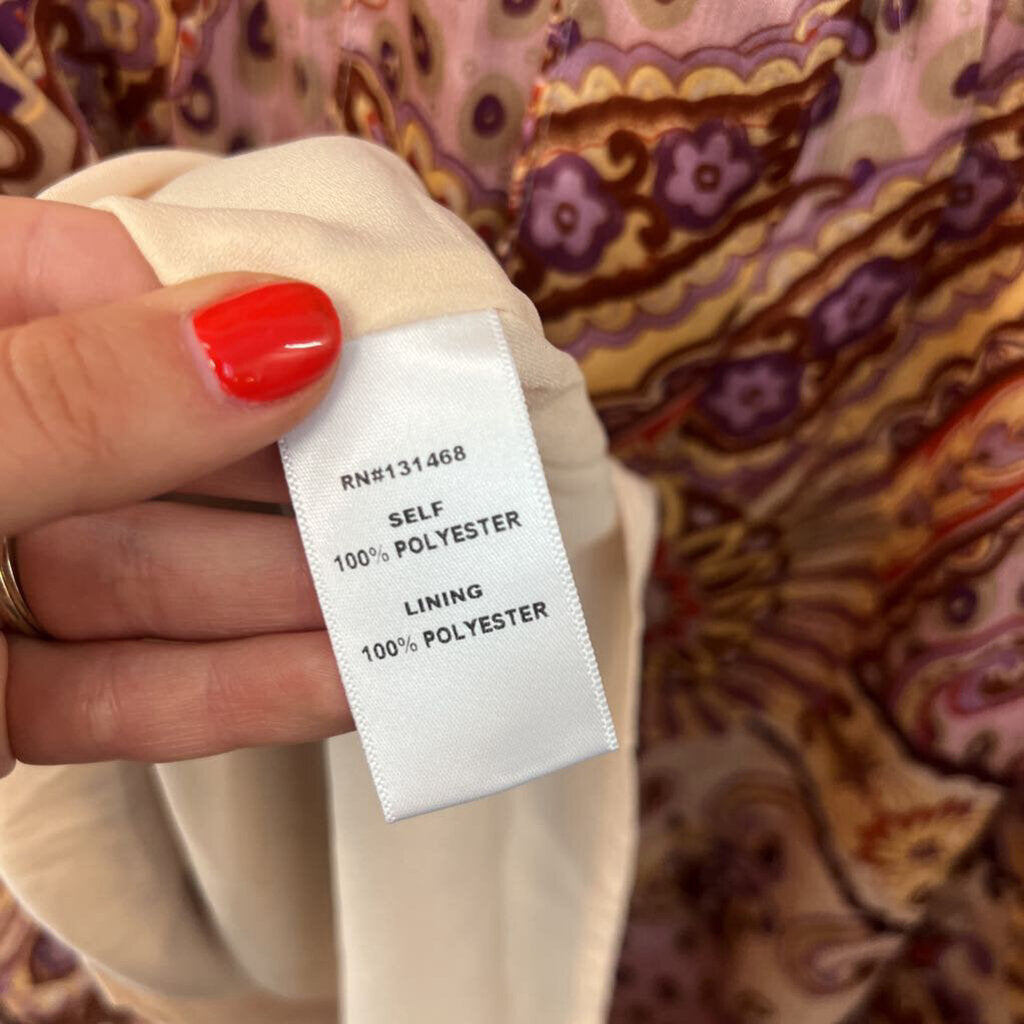 RN#131468
SELF
100% POLYESTER
LINING
100% POLYESTER